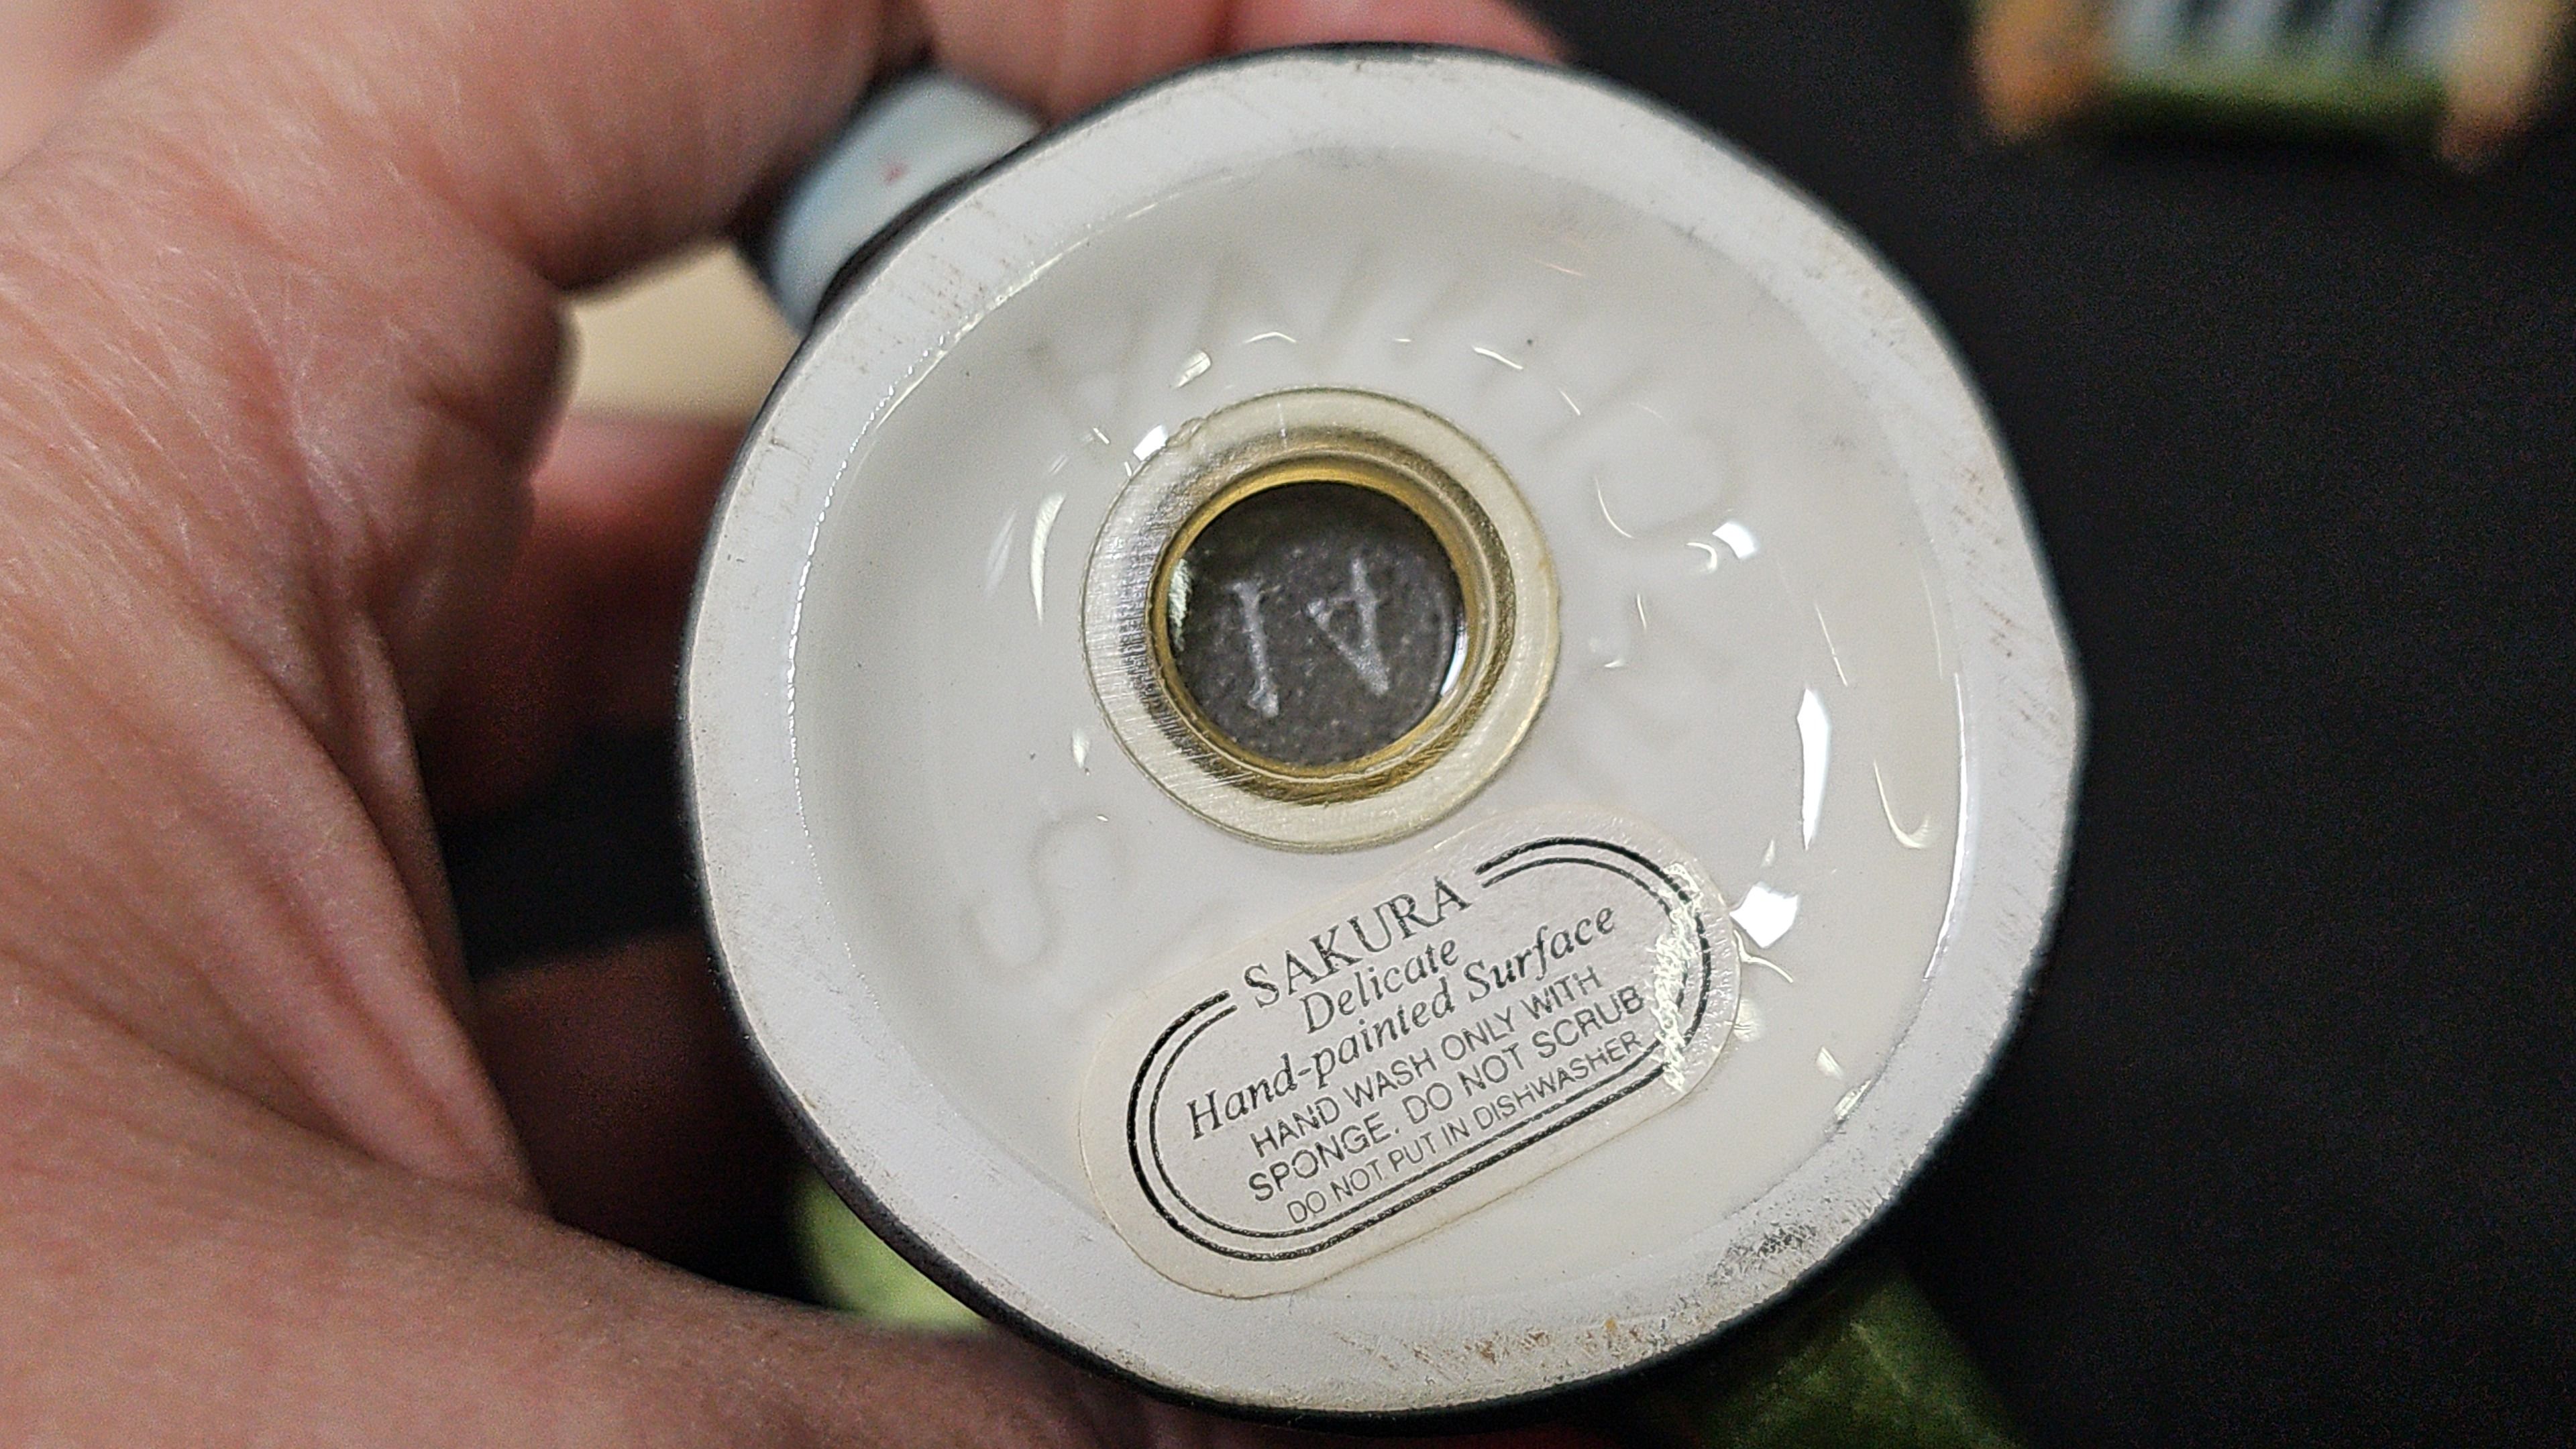 SAKURA
Delicate
Hand-painted Surface
HAND WASH ONLY WITH
SPONGE. DO NOT SCRUB
DO NOT PUT IN DISHWASHER